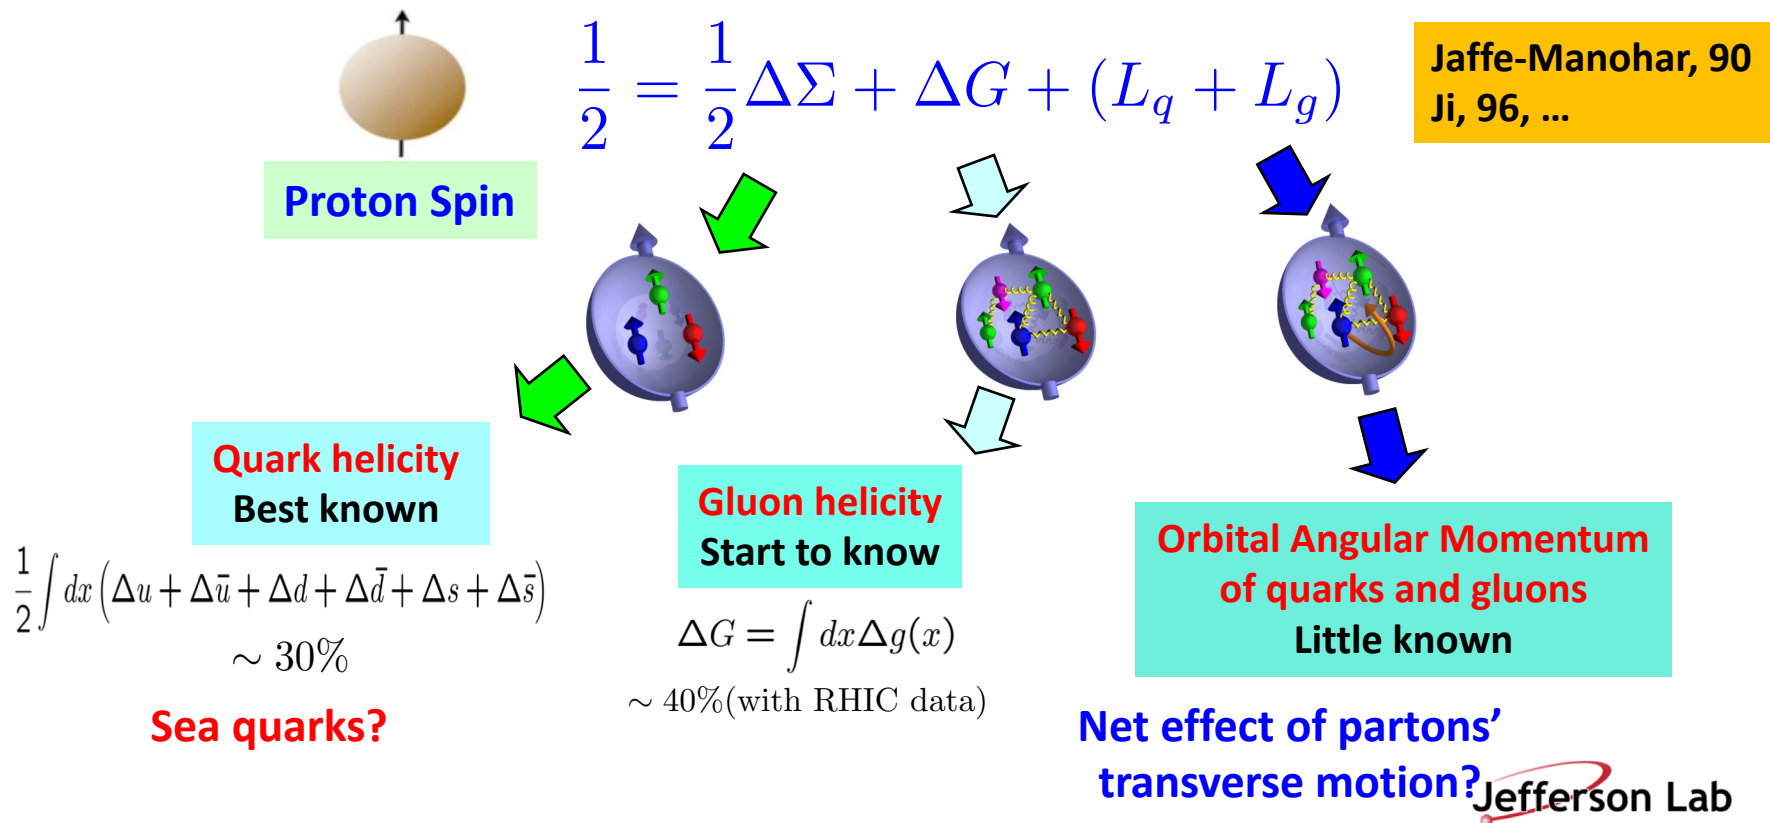 Proton Spin
1/2 = 1/2 ΔΣ + ΔG + (L_q + L_g)
Jaffe-Manohar, 90
Ji, 96, ...
Quark helicity
Best known
1/2 ∫ dx (Δu + Δū + Δd + Δd̄ + Δs + Δs̄)
∼ 30%
Sea quarks?
Gluon helicity
Start to know
ΔG = ∫ dxΔg(x)
∼ 40%(with RHIC data)
Orbital Angular Momentum
of quarks and gluons
Little known
Net effect of partons’
transverse motion?
Jefferson Lab